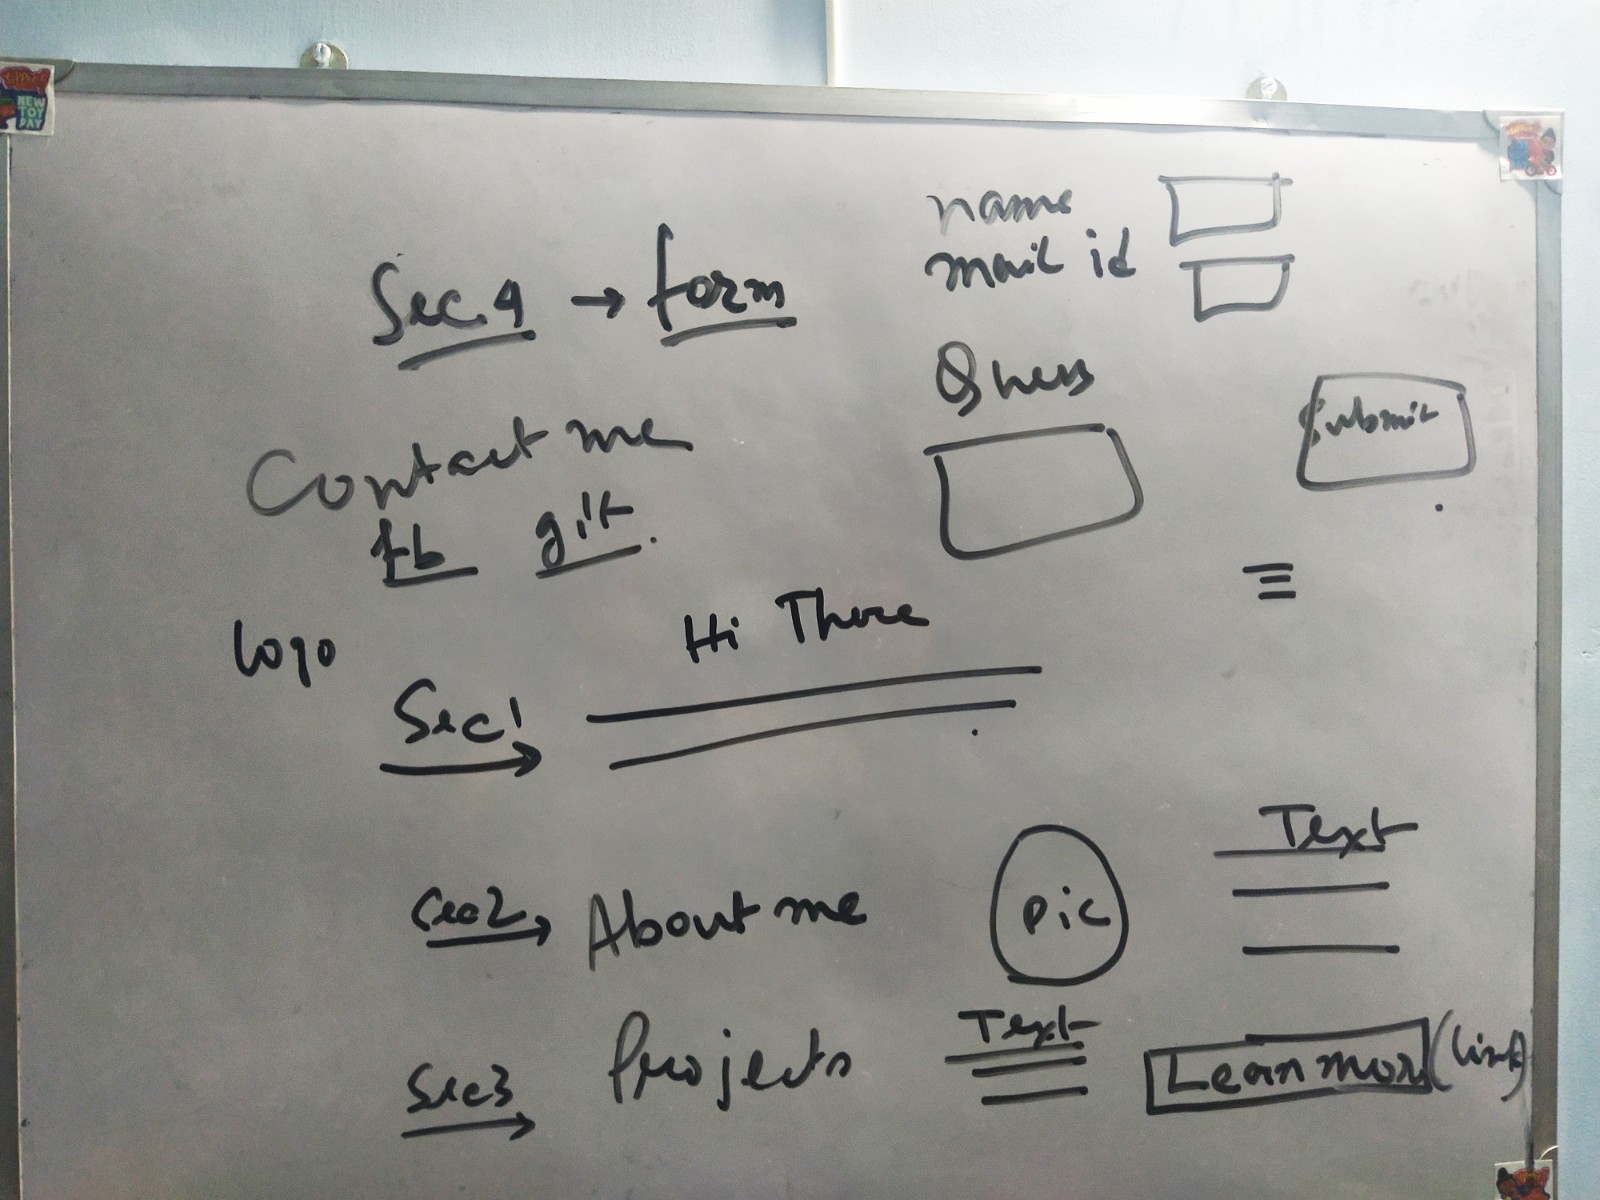 NEW
TOY
DAY
name
mail id
Sec.4 → form
Submit
Contact me
fb git.
Hi There
logo
Sec1
Text
Sec2 → About me
pic
Text
Sec3
Projects
Learn more (link)